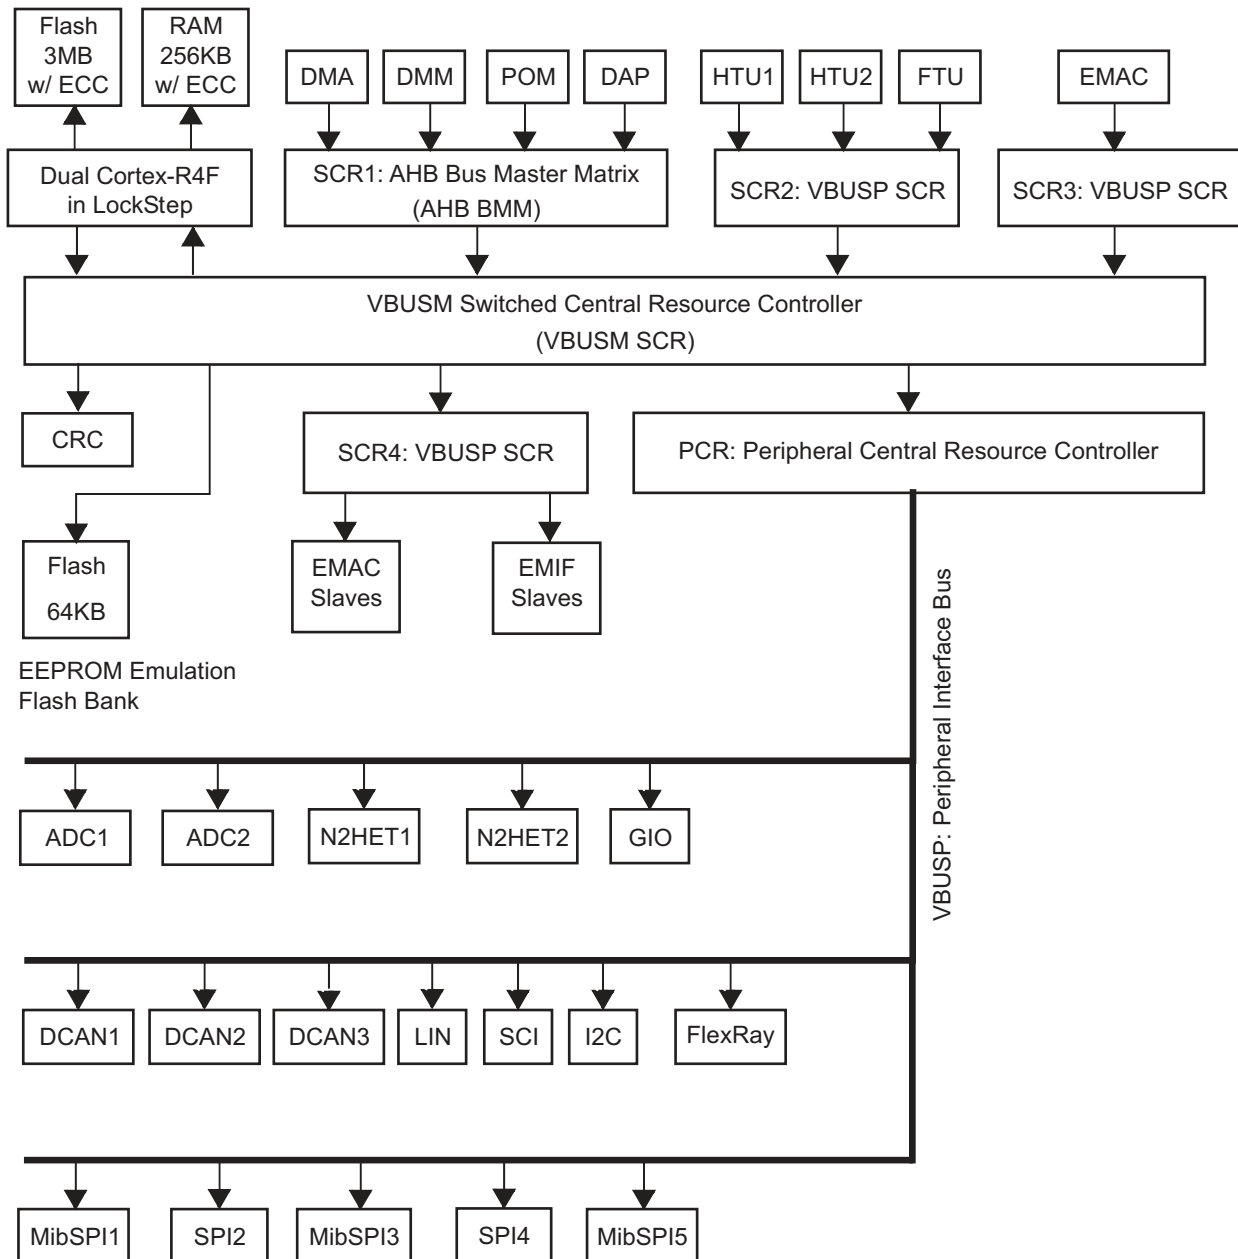 Flash
3MB
w/ ECC
RAM
256KB
w/ ECC
DMA
DMM
POM
DAP
HTU1
HTU2
FTU
EMAC
Dual Cortex-R4F
in LockStep
SCR1: AHB Bus Master Matrix
(AHB BMM)
SCR2: VBUSP SCR
SCR3: VBUSP SCR
VBUSM Switched Central Resource Controller
(VBUSM SCR)
CRC
SCR4: VBUSP SCR
PCR: Peripheral Central Resource Controller
Flash
64KB
EMAC
Slaves
EMIF
Slaves
EEPROM Emulation
Flash Bank
VBUSP: Peripheral Interface Bus
ADC1
ADC2
N2HET1
N2HET2
GIO
DCAN1
DCAN2
DCAN3
LIN
SCI
I2C
FlexRay
MibSPI1
SPI2
MibSPI3
SPI4
MibSPI5